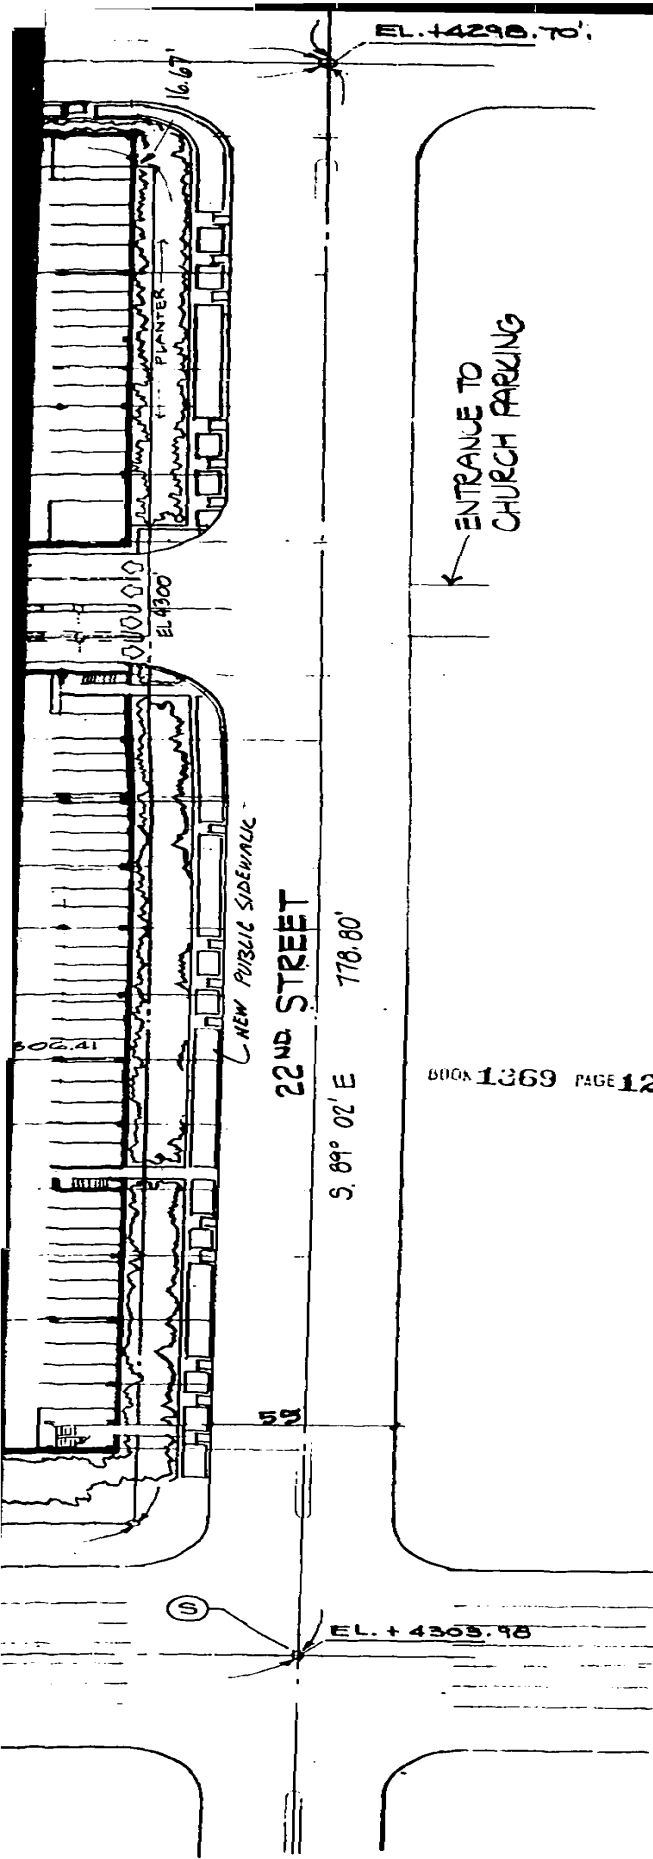 EL.+4298.70'.
16.67'
PLANTER
ENTRANCE TO
CHURCH PARKING
EL 4300'
NEW PUBLIC SIDEWALK
22ND. STREET
S. 89° 02' E 778.80'
306.41
BOOK 1369 PAGE 12
S
EL. + 4303.98